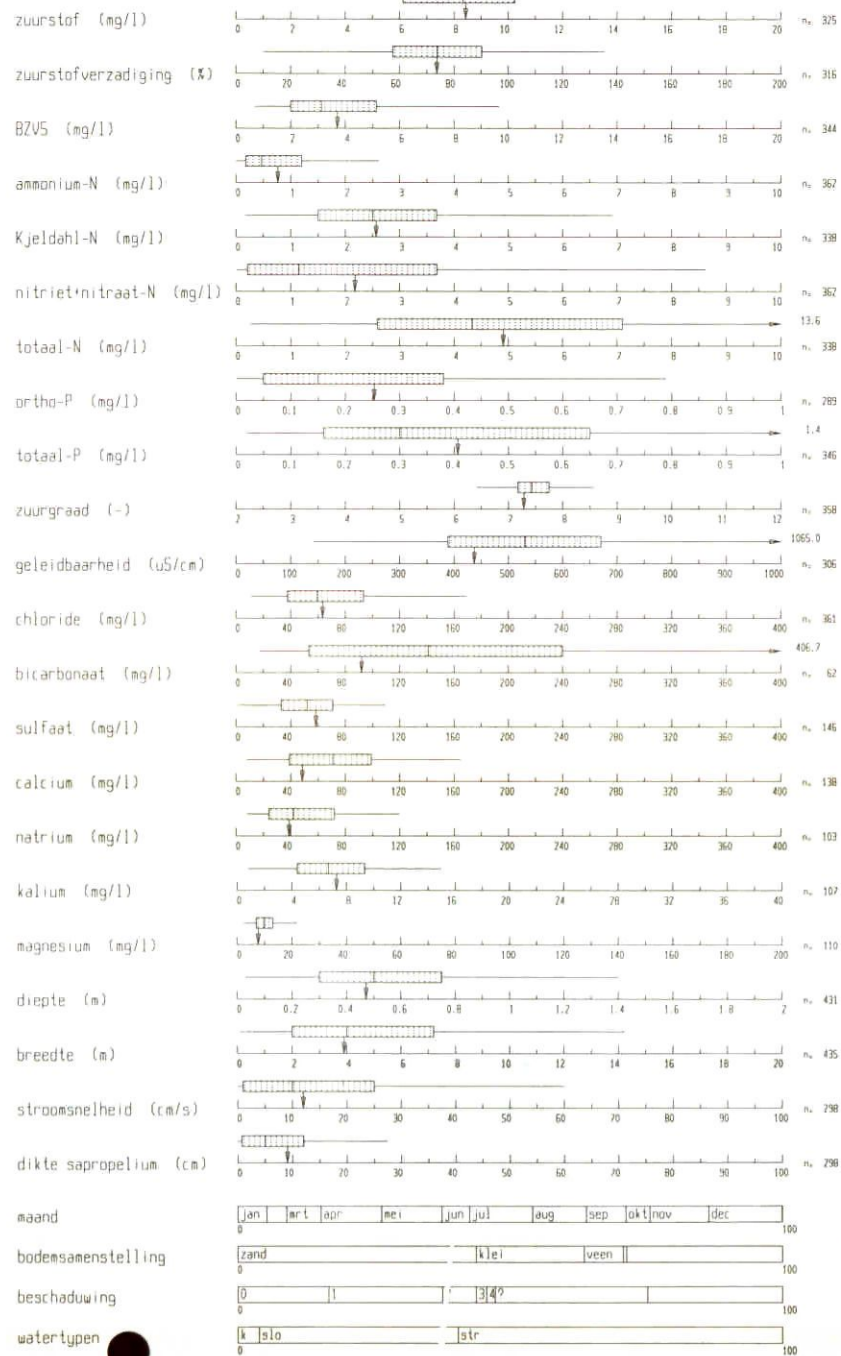 zuurstof (mg/l) 0 2 4 6 8 10 12 14 16 18 20 n= 325
zuurstofverzadiging (%) 0 20 40 60 80 100 120 140 160 180 200 n= 316
BZV5 (mg/l) 0 2 4 6 8 10 12 14 16 18 20 n= 344
ammonium-N (mg/l) 0 1 2 3 4 5 6 7 8 9 10 n= 367
Kjeldahl-N (mg/l) 0 1 2 3 4 5 6 7 8 9 10 n= 338
nitriet+nitraat-N (mg/l) 0 1 2 3 4 5 6 7 8 9 10 n= 362
13.6
totaal-N (mg/l) 0 1 2 3 4 5 6 7 8 9 10 n= 338
ortho-P (mg/l) 0 0.1 0.2 0.3 0.4 0.5 0.6 0.7 0.8 0.9 1 n= 289
1.4
totaal-P (mg/l) 0 0.1 0.2 0.3 0.4 0.5 0.6 0.7 0.8 0.9 1 n= 346
zuurgraad (-) 2 3 4 5 6 7 8 9 10 11 12 n= 358
1065.0
geleidbaarheid (uS/cm) 0 100 200 300 400 500 600 700 800 900 1000 n= 306
chloride (mg/l) 0 40 80 120 160 200 240 280 320 360 400 n= 361
406.7
bicarbonaat (mg/l) 0 40 80 120 160 200 240 280 320 360 400 n= 62
sulfaat (mg/l) 0 40 80 120 160 200 240 280 320 360 400 n= 146
calcium (mg/l) 0 40 80 120 160 200 240 280 320 360 400 n= 138
natrium (mg/l) 0 40 80 120 160 200 240 280 320 360 400 n= 103
kalium (mg/l) 0 4 8 12 16 20 24 28 32 36 40 n= 107
magnesium (mg/l) 0 20 40 60 80 100 120 140 160 180 200 n= 110
diepte (m) 0 0.2 0.4 0.6 0.8 1 1.2 1.4 1.6 1.8 2 n= 431
breedte (m) 0 2 4 6 8 10 12 14 16 18 20 n= 435
stroomsnelheid (cm/s) 0 10 20 30 40 50 60 70 80 90 100 n= 298
dikte sapropelium (cm) 0 10 20 30 40 50 60 70 80 90 100 n= 298
maand jan mrt apr mei jun jul aug sep okt nov dec
0 100
bodemsamenstelling zand klei veen
0 100
beschaduwing 0 1 3 4 ?
0 100
watertypen k slo str
0 100